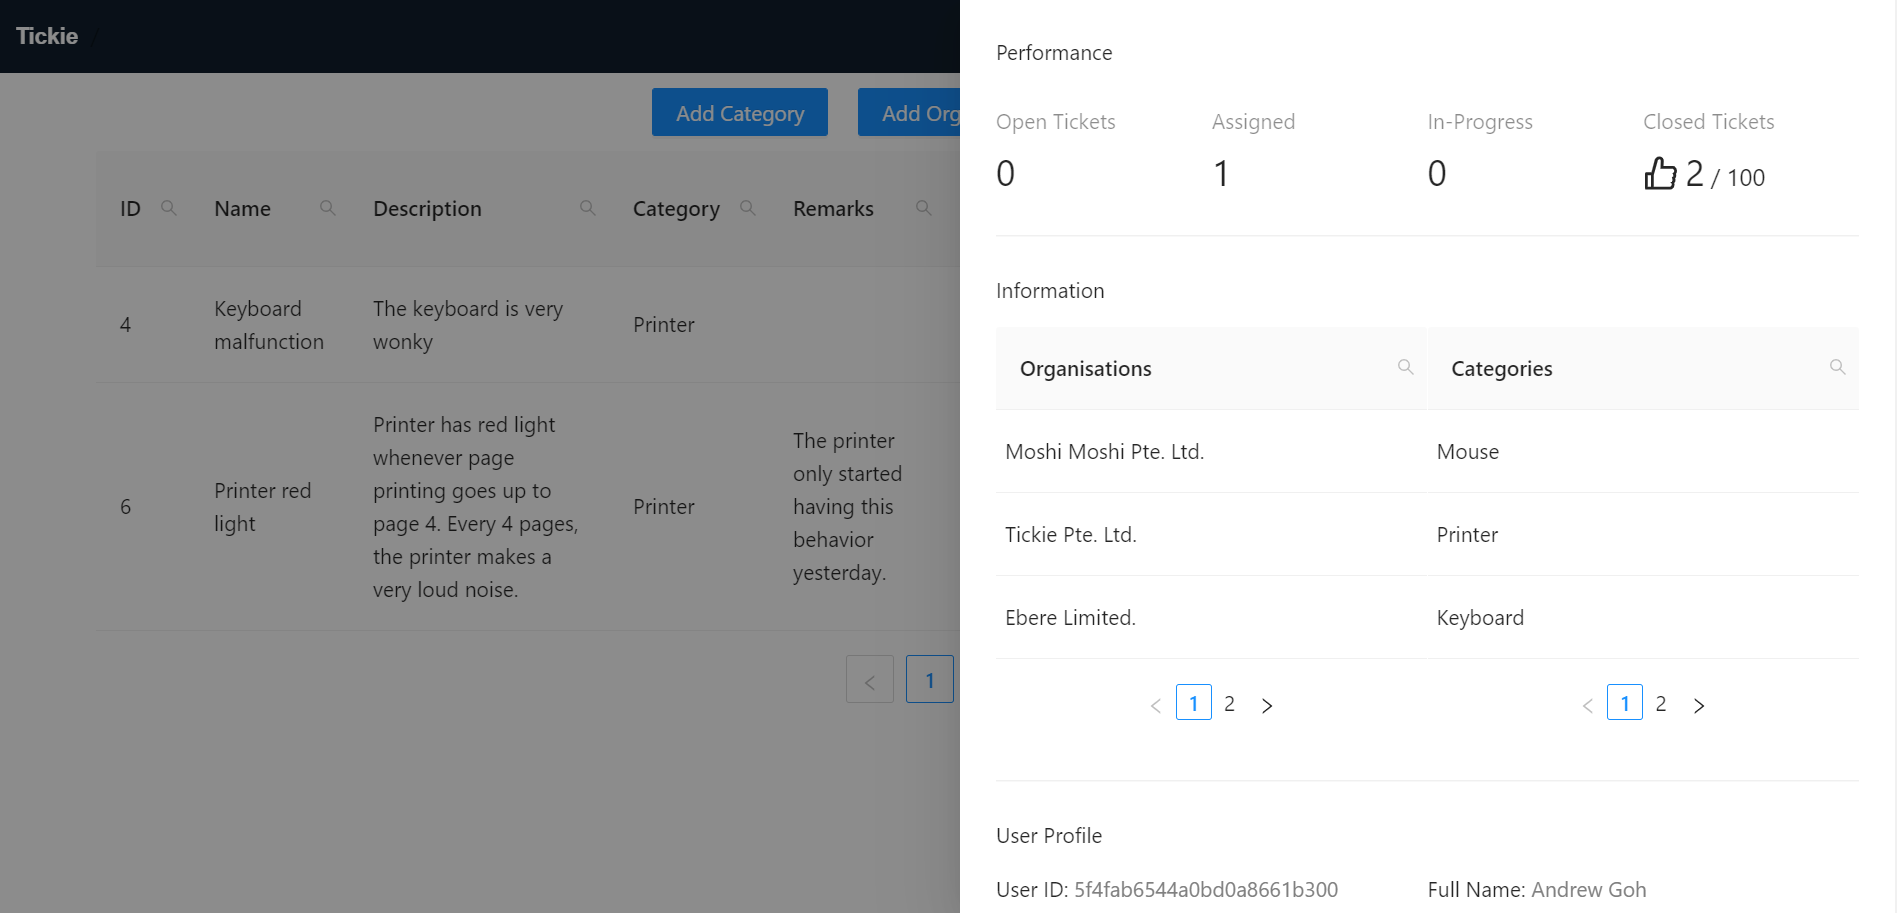 Tickie /
Add Category Add Org
ID Name Description Category Remarks
4 Keyboard malfunction The keyboard is very wonky Printer
6 Printer red light Printer has red light whenever page printing goes up to page 4. Every 4 pages, the printer makes a very loud noise. Printer The printer only started having this behavior yesterday.
< 1
Performance
Open Tickets Assigned In-Progress Closed Tickets
0 1 0 2 / 100
Information
Organisations Categories
Moshi Moshi Pte. Ltd. Mouse
Tickie Pte. Ltd. Printer
Ebere Limited. Keyboard
< 1 2 > < 1 2 >
User Profile
User ID: 5f4fab6544a0bd0a8661b300 Full Name: Andrew Goh